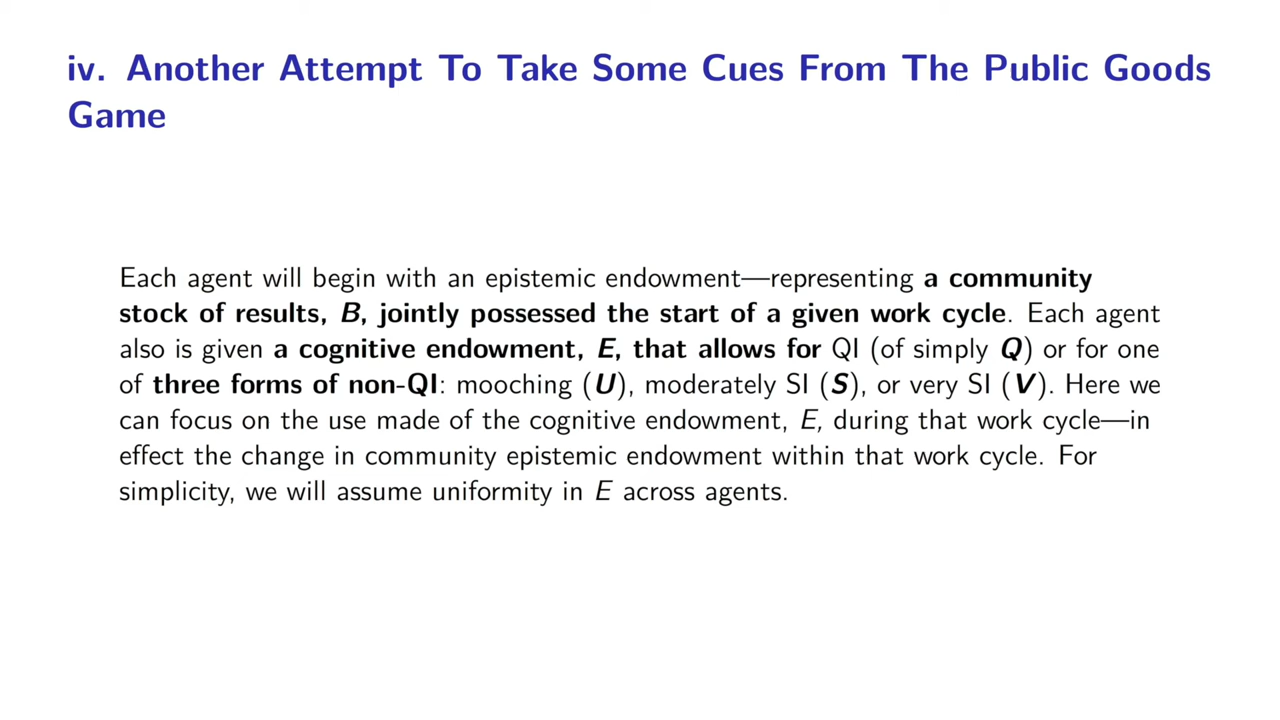 iv. Another Attempt To Take Some Cues From The Public Goods
Game
Each agent will begin with an epistemic endowment—representing a community
stock of results, B, jointly possessed the start of a given work cycle. Each agent
also is given a cognitive endowment, E, that allows for QI (of simply Q) or for one
of three forms of non-QI: mooching (U), moderately SI (S), or very SI (V). Here we
can focus on the use made of the cognitive endowment, E, during that work cycle—in
effect the change in community epistemic endowment within that work cycle. For
simplicity, we will assume uniformity in E across agents.